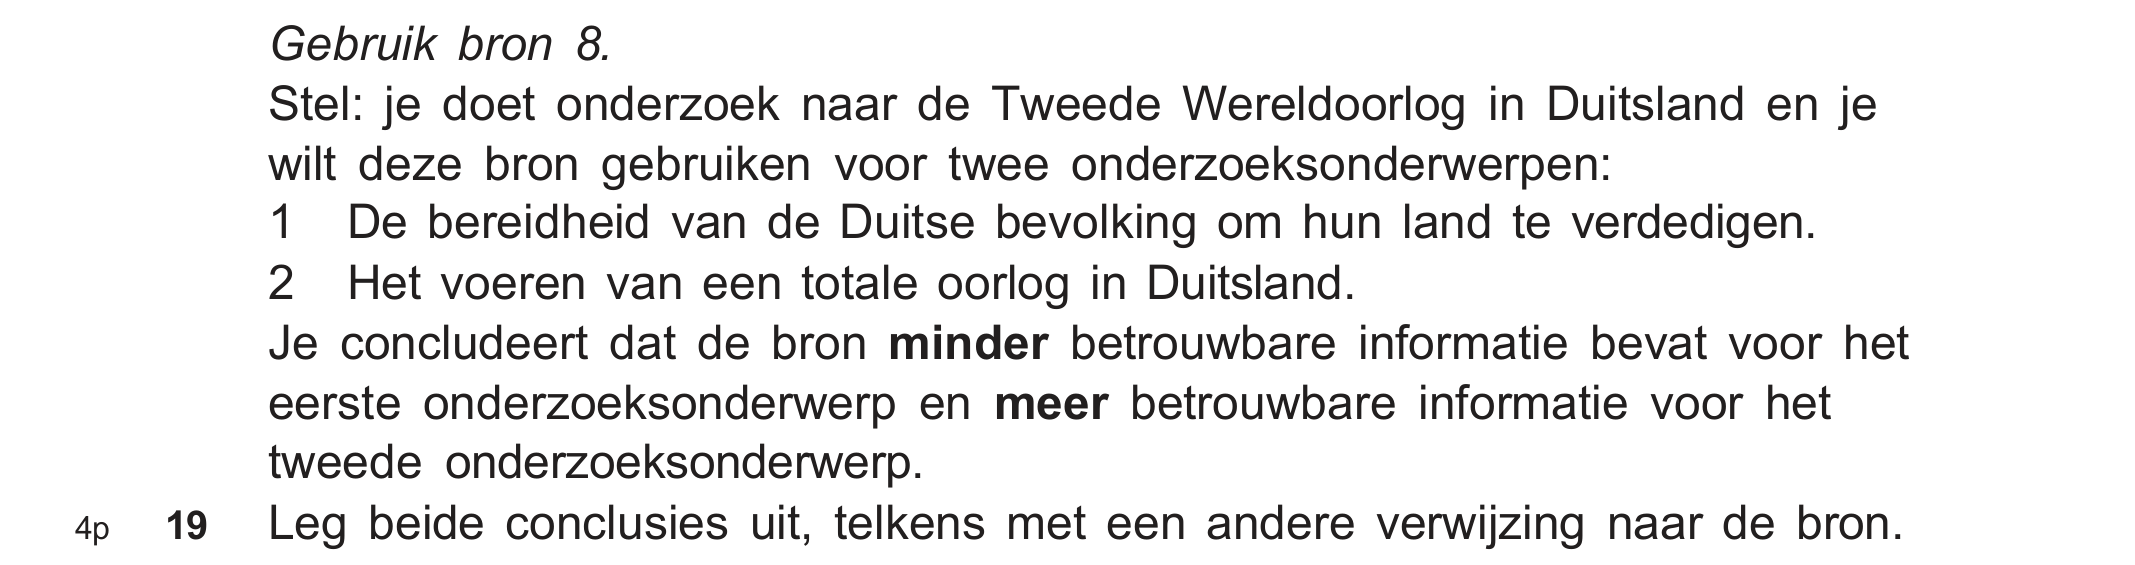 Gebruik bron 8.
Stel: je doet onderzoek naar de Tweede Wereldoorlog in Duitsland en je
wilt deze bron gebruiken voor twee onderzoeksonderwerpen:
1 De bereidheid van de Duitse bevolking om hun land te verdedigen.
2 Het voeren van een totale oorlog in Duitsland.
Je concludeert dat de bron minder betrouwbare informatie bevat voor het
eerste onderzoeksonderwerp en meer betrouwbare informatie voor het
tweede onderzoeksonderwerp.
4p 19 Leg beide conclusies uit, telkens met een andere verwijzing naar de bron.